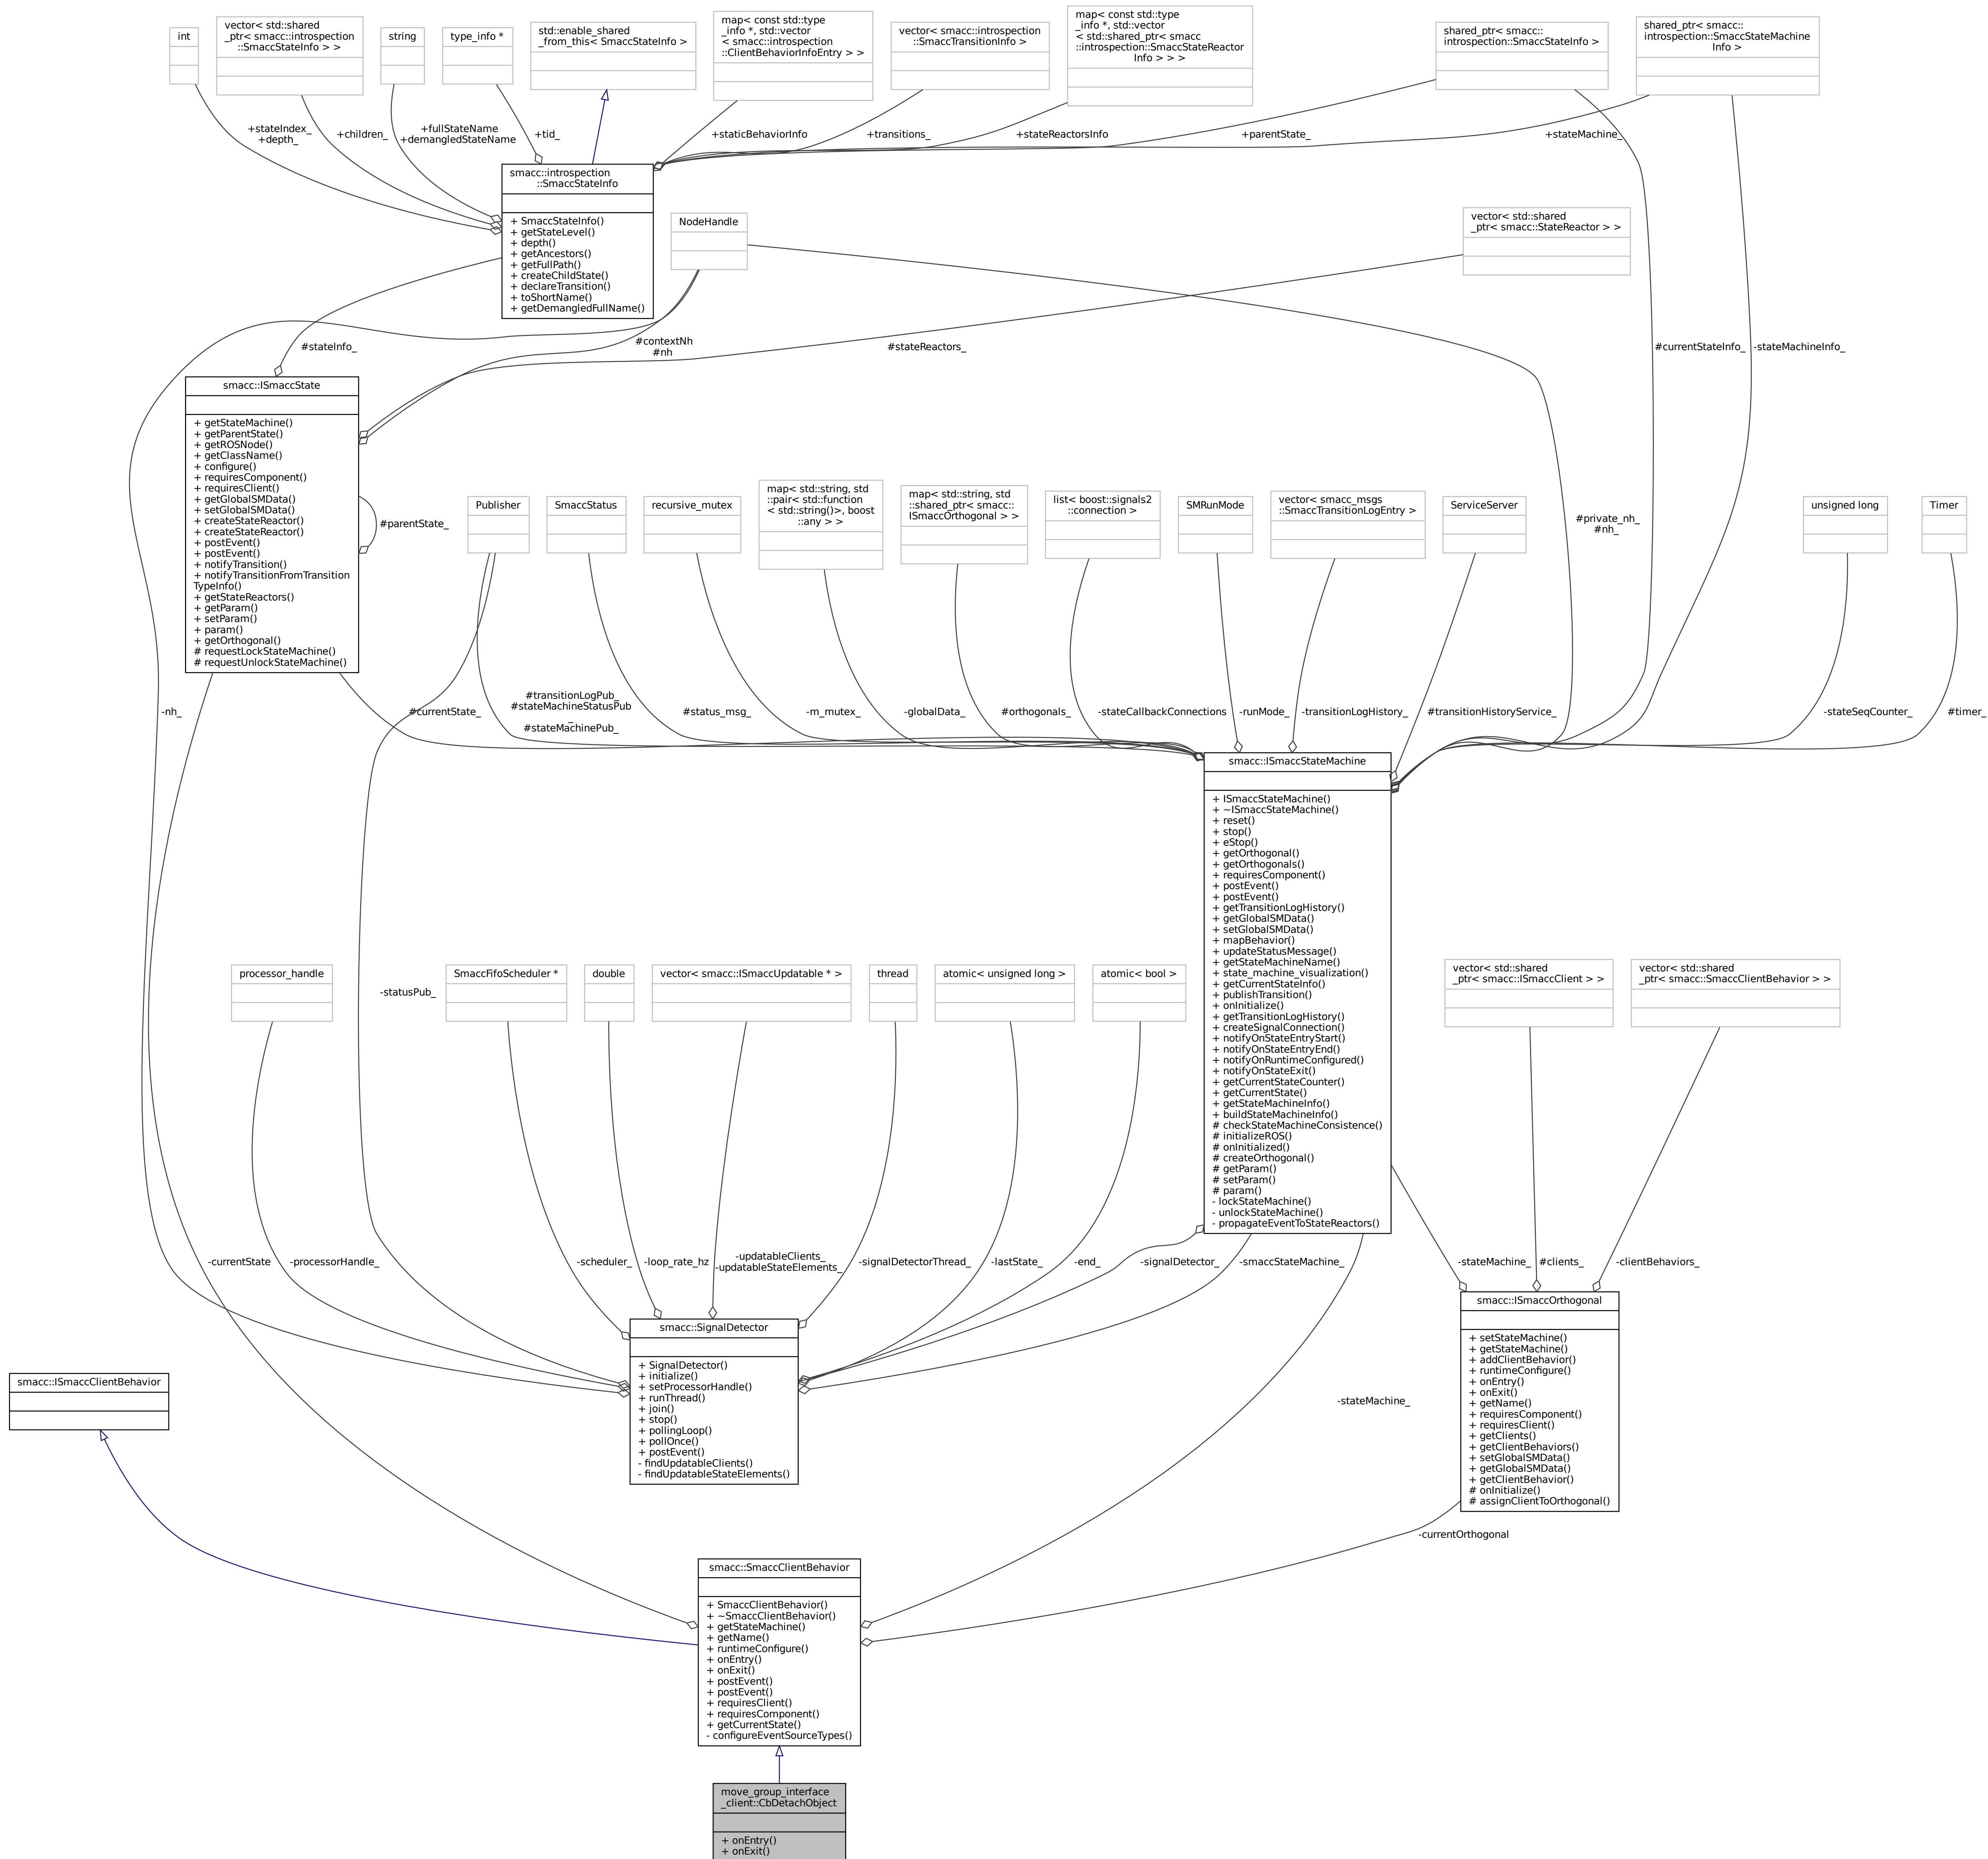 int
vector< std::shared
_ptr< smacc::introspection
::SmaccStateInfo > >
string
type_info *
std::enable_shared
_from_this< SmaccStateInfo >
map< const std::type
_info *, std::vector
< smacc::introspection
::ClientBehaviorInfoEntry > >
vector< smacc::introspection
::SmaccTransitionInfo >
map< const std::type
_info *, std::vector
< std::shared_ptr< smacc
::introspection::SmaccStateReactor
Info > > >
shared_ptr< smacc::
introspection::SmaccStateInfo >
shared_ptr< smacc::
introspection::SmaccStateMachine
Info >
+stateIndex_
+depth_
+children_
+fullStateName
+demangledStateName
+tid_
+staticBehaviorInfo
+transitions_
+stateReactorsInfo
+parentState_
+stateMachine_
smacc::introspection
::SmaccStateInfo
+ SmaccStateInfo()
+ getStateLevel()
+ depth()
+ getAncestors()
+ getFullPath()
+ createChildState()
+ declareTransition()
+ toShortName()
+ getDemangledFullName()
NodeHandle
vector< std::shared
_ptr< smacc::StateReactor > >
#stateInfo_
#contextNh
#nh
#stateReactors_
#currentStateInfo_
-stateMachineInfo_
smacc::ISmaccState
+ getStateMachine()
+ getParentState()
+ getROSNode()
+ getClassName()
+ configure()
+ requiresComponent()
+ requiresClient()
+ getGlobalSMData()
+ setGlobalSMData()
+ createStateReactor()
+ createStateReactor()
+ postEvent()
+ postEvent()
+ notifyTransition()
+ notifyTransitionFromTransition
TypeInfo()
+ getStateReactors()
+ getParam()
+ setParam()
+ param()
+ getOrthogonal()
# requestLockStateMachine()
# requestUnlockStateMachine()
#parentState_
Publisher
SmaccStatus
recursive_mutex
map< std::string, std
::pair< std::function
< std::string()>, boost
::any > >
map< std::string, std
::shared_ptr< smacc::
ISmaccOrthogonal > >
list< boost::signals2
::connection >
SMRunMode
vector< smacc_msgs
::SmaccTransitionLogEntry >
ServiceServer
#private_nh_
#nh_
unsigned long
Timer
-nh_
#currentState_
#transitionLogPub_
#stateMachineStatusPub
_
#stateMachinePub_
#status_msg_
-m_mutex_
-globalData_
#orthogonals_
-stateCallbackConnections
-runMode_
-transitionLogHistory_
#transitionHistoryService_
-stateSeqCounter_
#timer_
smacc::ISmaccStateMachine
+ ISmaccStateMachine()
+ ~ISmaccStateMachine()
+ reset()
+ stop()
+ eStop()
+ getOrthogonal()
+ getOrthogonals()
+ requiresComponent()
+ postEvent()
+ postEvent()
+ getTransitionLogHistory()
+ getGlobalSMData()
+ setGlobalSMData()
+ mapBehavior()
+ updateStatusMessage()
+ getStateMachineName()
+ state_machine_visualization()
+ getCurrentStateInfo()
+ publishTransition()
+ onInitialize()
+ getTransitionLogHistory()
+ createSignalConnection()
+ notifyOnStateEntryStart()
+ notifyOnStateEntryEnd()
+ notifyOnRuntimeConfigured()
+ notifyOnStateExit()
+ getCurrentStateCounter()
+ getCurrentState()
+ getStateMachineInfo()
+ buildStateMachineInfo()
# checkStateMachineConsistence()
# initializeROS()
# onInitialized()
# createOrthogonal()
# getParam()
# setParam()
# param()
- lockStateMachine()
- unlockStateMachine()
- propagateEventToStateReactors()
processor_handle
-statusPub_
SmaccFifoScheduler *
double
vector< smacc::ISmaccUpdatable * >
thread
atomic< unsigned long >
atomic< bool >
vector< std::shared
_ptr< smacc::ISmaccClient > >
vector< std::shared
_ptr< smacc::SmaccClientBehavior > >
-currentState
-processorHandle_
-scheduler_
-loop_rate_hz
-updatableClients_
-updatableStateElements_
-signalDetectorThread_
-lastState_
-end_
-signalDetector_
-smaccStateMachine_
-stateMachine_
#clients_
-clientBehaviors_
smacc::SignalDetector
+ SignalDetector()
+ initialize()
+ setProcessorHandle()
+ runThread()
+ join()
+ stop()
+ pollingLoop()
+ pollOnce()
+ postEvent()
- findUpdatableClients()
- findUpdatableStateElements()
smacc::ISmaccOrthogonal
+ setStateMachine()
+ getStateMachine()
+ addClientBehavior()
+ runtimeConfigure()
+ onEntry()
+ onExit()
+ getName()
+ requiresComponent()
+ requiresClient()
+ getClients()
+ getClientBehaviors()
+ setGlobalSMData()
+ getGlobalSMData()
+ getClientBehavior()
# onInitialize()
# assignClientToOrthogonal()
smacc::ISmaccClientBehavior
-stateMachine_
-currentOrthogonal
smacc::SmaccClientBehavior
+ SmaccClientBehavior()
+ ~SmaccClientBehavior()
+ getStateMachine()
+ getName()
+ runtimeConfigure()
+ onEntry()
+ onExit()
+ postEvent()
+ postEvent()
+ requiresClient()
+ requiresComponent()
+ getCurrentState()
- configureEventSourceTypes()
move_group_interface
_client::CbDetachObject
+ onEntry()
+ onExit()